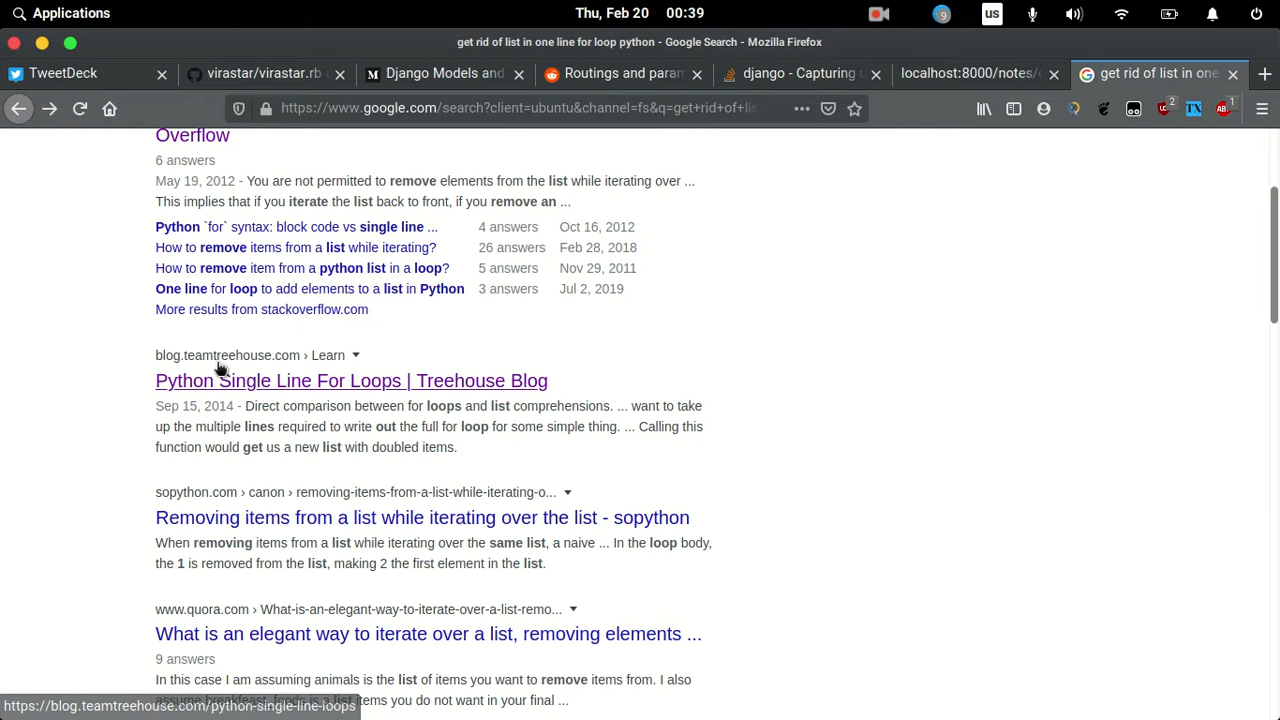 Applications Thu, Feb 20 00:39 9 us
get rid of list in one line for loop python - Google Search - Mozilla Firefox
TweetDeck virastar/virastar.rb Django Models and Routings and param django - Capturing localhost:8000/notes/ get rid of list in one
https://www.google.com/search?client=ubuntu&channel=fs&q=get+rid+of+lis 2 TX ABP 1
Overflow
6 answers
May 19, 2012 - You are not permitted to remove elements from the list while iterating over ...
This implies that if you iterate the list back to front, if you remove an ...
Python `for` syntax: block code vs single line ... 4 answers Oct 16, 2012
How to remove items from a list while iterating? 26 answers Feb 28, 2018
How to remove item from a python list in a loop? 5 answers Nov 29, 2011
One line for loop to add elements to a list in Python 3 answers Jul 2, 2019
More results from stackoverflow.com
blog.teamtreehouse.com › Learn
Python Single Line For Loops | Treehouse Blog
Sep 15, 2014 - Direct comparison between for loops and list comprehensions. ... want to take
up the multiple lines required to write out the full for loop for some simple thing. ... Calling this
function would get us a new list with doubled items.
sopython.com › canon › removing-items-from-a-list-while-iterating-o...
Removing items from a list while iterating over the list - sopython
When removing items from a list while iterating over the same list, a naive ... In the loop body,
the 1 is removed from the list, making 2 the first element in the list.
www.quora.com › What-is-an-elegant-way-to-iterate-over-a-list-remo...
What is an elegant way to iterate over a list, removing elements ...
9 answers
In this case I am assuming animals is the list of items you want to remove items from. I also
assume breakfast_foods is a list items you do not want in your final ...
https://blog.teamtreehouse.com/python-single-line-loops